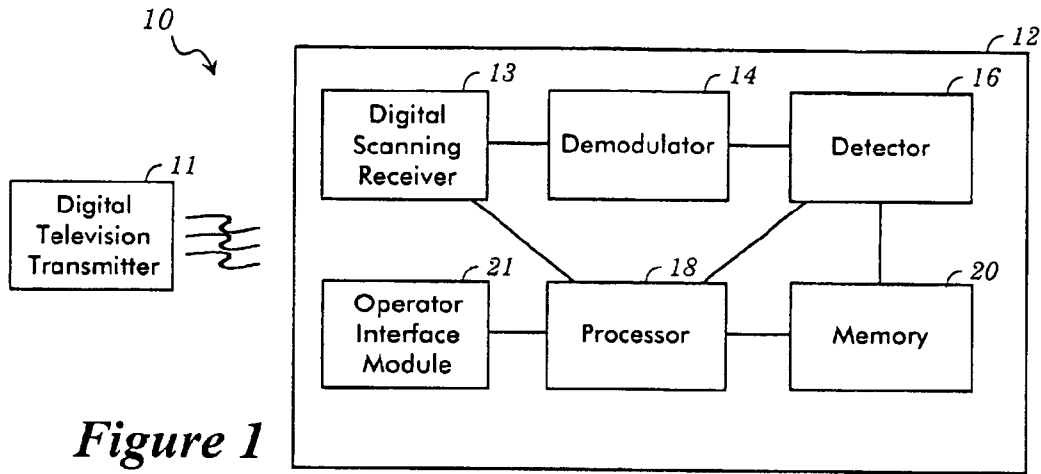 10
12
13
Digital
Scanning
Receiver
14
Demodulator
16
Detector
11
Digital
Television
Transmitter
21
Operator
Interface
Module
18
Processor
20
Memory
Figure 1